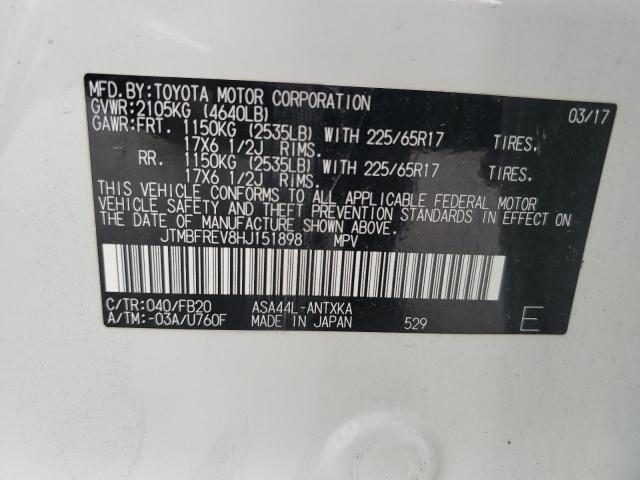 MFD. BY: TOYOTA MOTOR CORPORATION 03/17
GVWR: 2105KG (4640LB)
GAWR: FRT. 1150KG (2535LB) WITH 225/65R17 TIRES.
17X6 1/2J RIMS.
RR. 1150KG (2535LB) WITH 225/65R17 TIRES.
17X6 1/2J RIMS.
THIS VEHICLE CONFORMS TO ALL APPLICABLE FEDERAL MOTOR
VEHICLE SAFETY AND THEFT PREVENTION STANDARDS IN EFFECT ON
THE DATE OF MANUFACTURE SHOWN ABOVE.
JTMBFREV8HJ151898 MPV
C/TR: 040/FB20 ASA44L-ANTXKA
A/TM: -03A/U760F MADE IN JAPAN 529 E